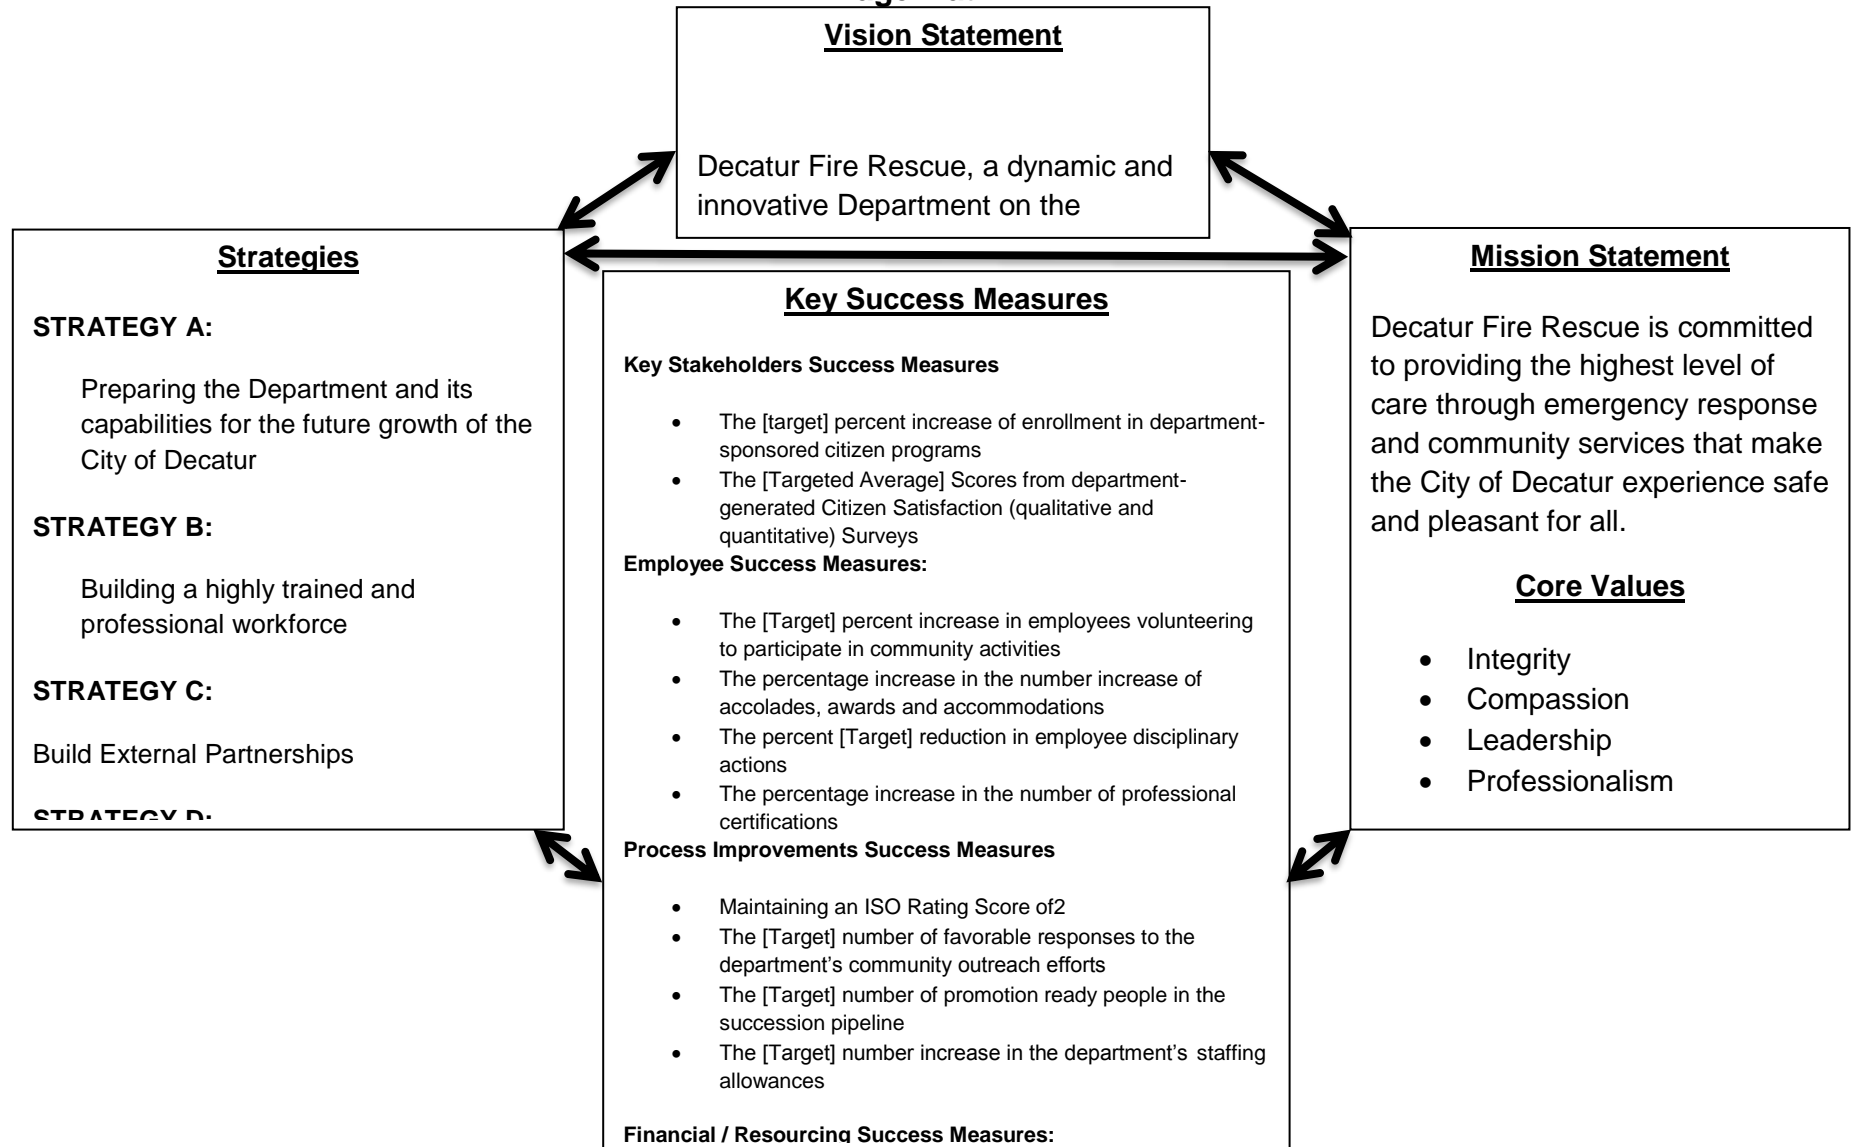 Vision Statement
Decatur Fire Rescue, a dynamic and
innovative Department on the
Strategies
STRATEGY A:
Preparing the Department and its
capabilities for the future growth of the
City of Decatur
STRATEGY B:
Building a highly trained and
professional workforce
STRATEGY C:
Build External Partnerships
STRATEGY D:
Key Success Measures
Key Stakeholders Success Measures
• The [target] percent increase of enrollment in department-
sponsored citizen programs
• The [Targeted Average] Scores from department-
generated Citizen Satisfaction (qualitative and
quantitative) Surveys
Employee Success Measures:
• The [Target] percent increase in employees volunteering
to participate in community activities
• The percentage increase in the number increase of
accolades, awards and accommodations
• The percent [Target] reduction in employee disciplinary
actions
• The percentage increase in the number of professional
certifications
Process Improvements Success Measures
• Maintaining an ISO Rating Score of2
• The [Target] number of favorable responses to the
department’s community outreach efforts
• The [Target] number of promotion ready people in the
succession pipeline
• The [Target] number increase in the department’s staffing
allowances
Financial / Resourcing Success Measures:
Mission Statement
Decatur Fire Rescue is committed
to providing the highest level of
care through emergency response
and community services that make
the City of Decatur experience safe
and pleasant for all.
Core Values
• Integrity
• Compassion
• Leadership
• Professionalism